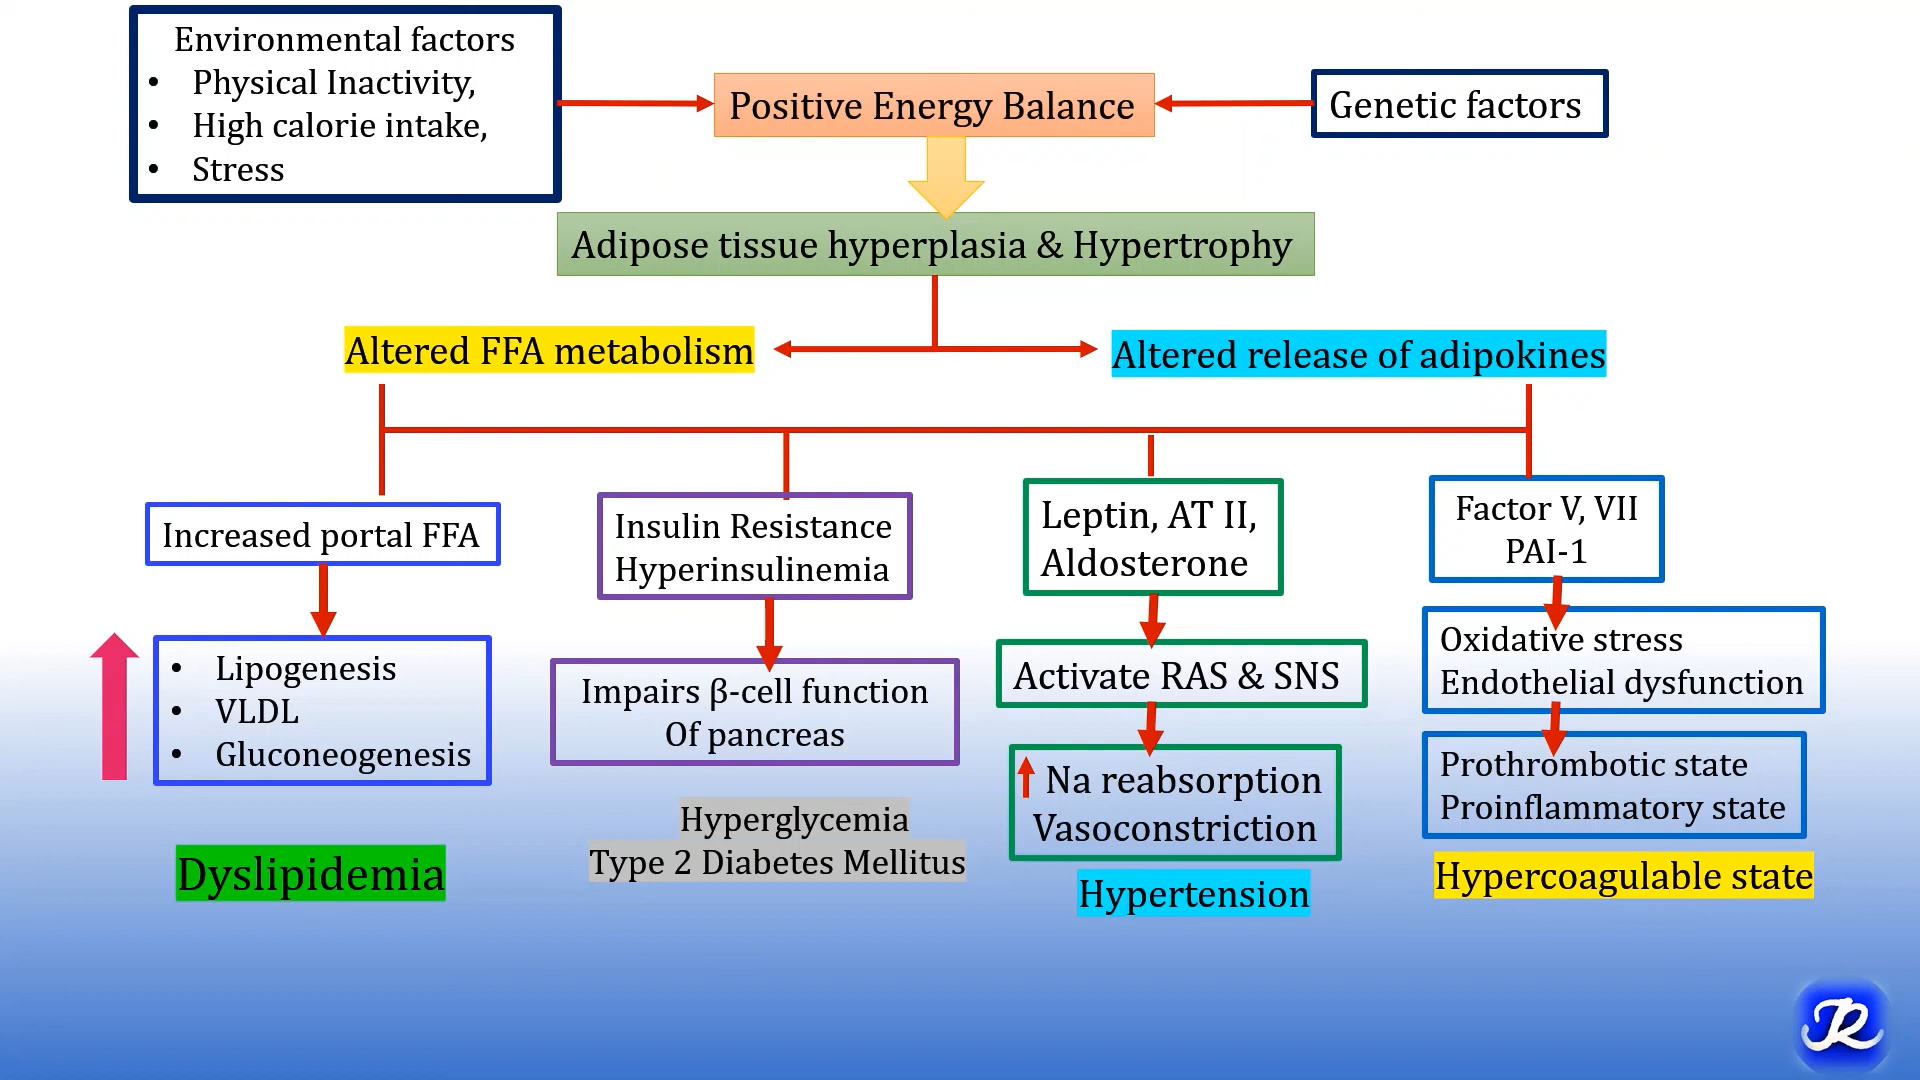 Environmental factors
• Physical Inactivity,
• High calorie intake,
• Stress
Positive Energy Balance
Genetic factors
Adipose tissue hyperplasia & Hypertrophy
Altered FFA metabolism
Altered release of adipokines
Increased portal FFA
• Lipogenesis
• VLDL
• Gluconeogenesis
Dyslipidemia
Insulin Resistance
Hyperinsulinemia
Impairs β-cell function
Of pancreas
Hyperglycemia
Type 2 Diabetes Mellitus
Leptin, AT II,
Aldosterone
Activate RAS & SNS
Na reabsorption
Vasoconstriction
Hypertension
Factor V, VII
PAI-1
Oxidative stress
Endothelial dysfunction
Prothrombotic state
Proinflammatory state
Hypercoagulable state